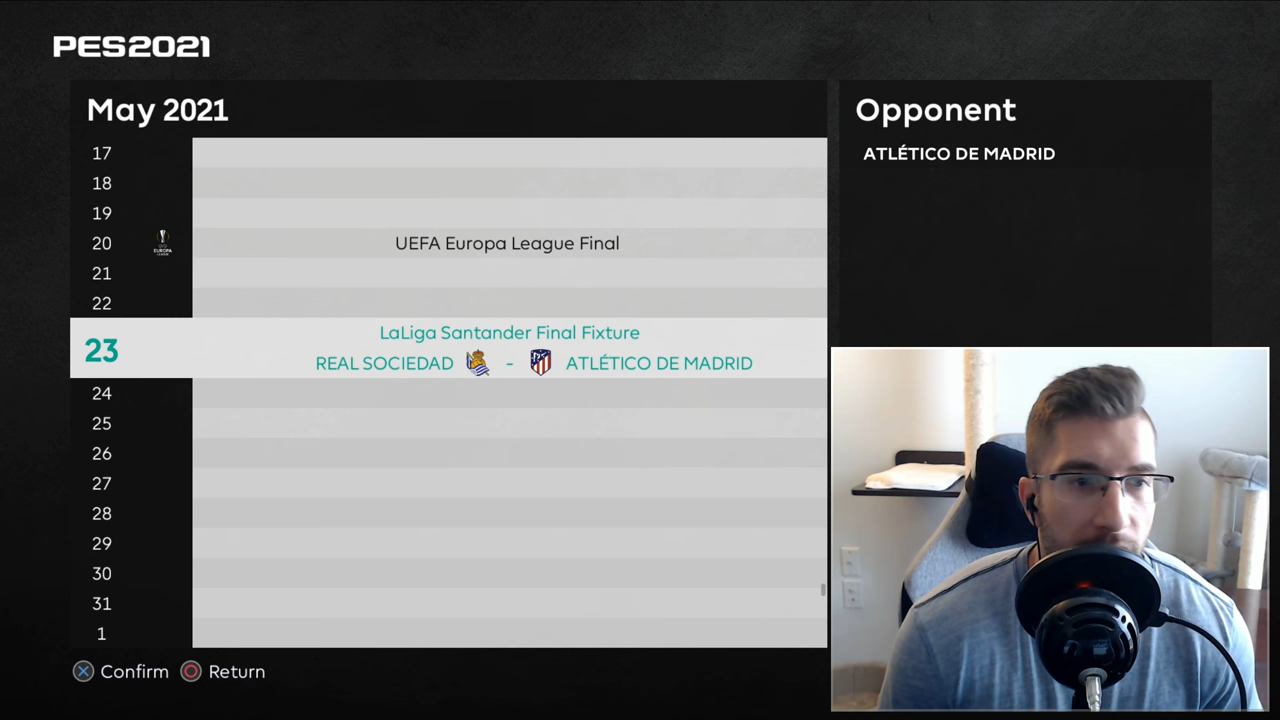 PES2021
May 2021
17
18
19
20 UEFA Europa League Final
21
22
23 LaLiga Santander Final Fixture
REAL SOCIEDAD - ATLÉTICO DE MADRID
24
25
26
27
28
29
30
31
1
Confirm Return
Opponent
ATLÉTICO DE MADRID